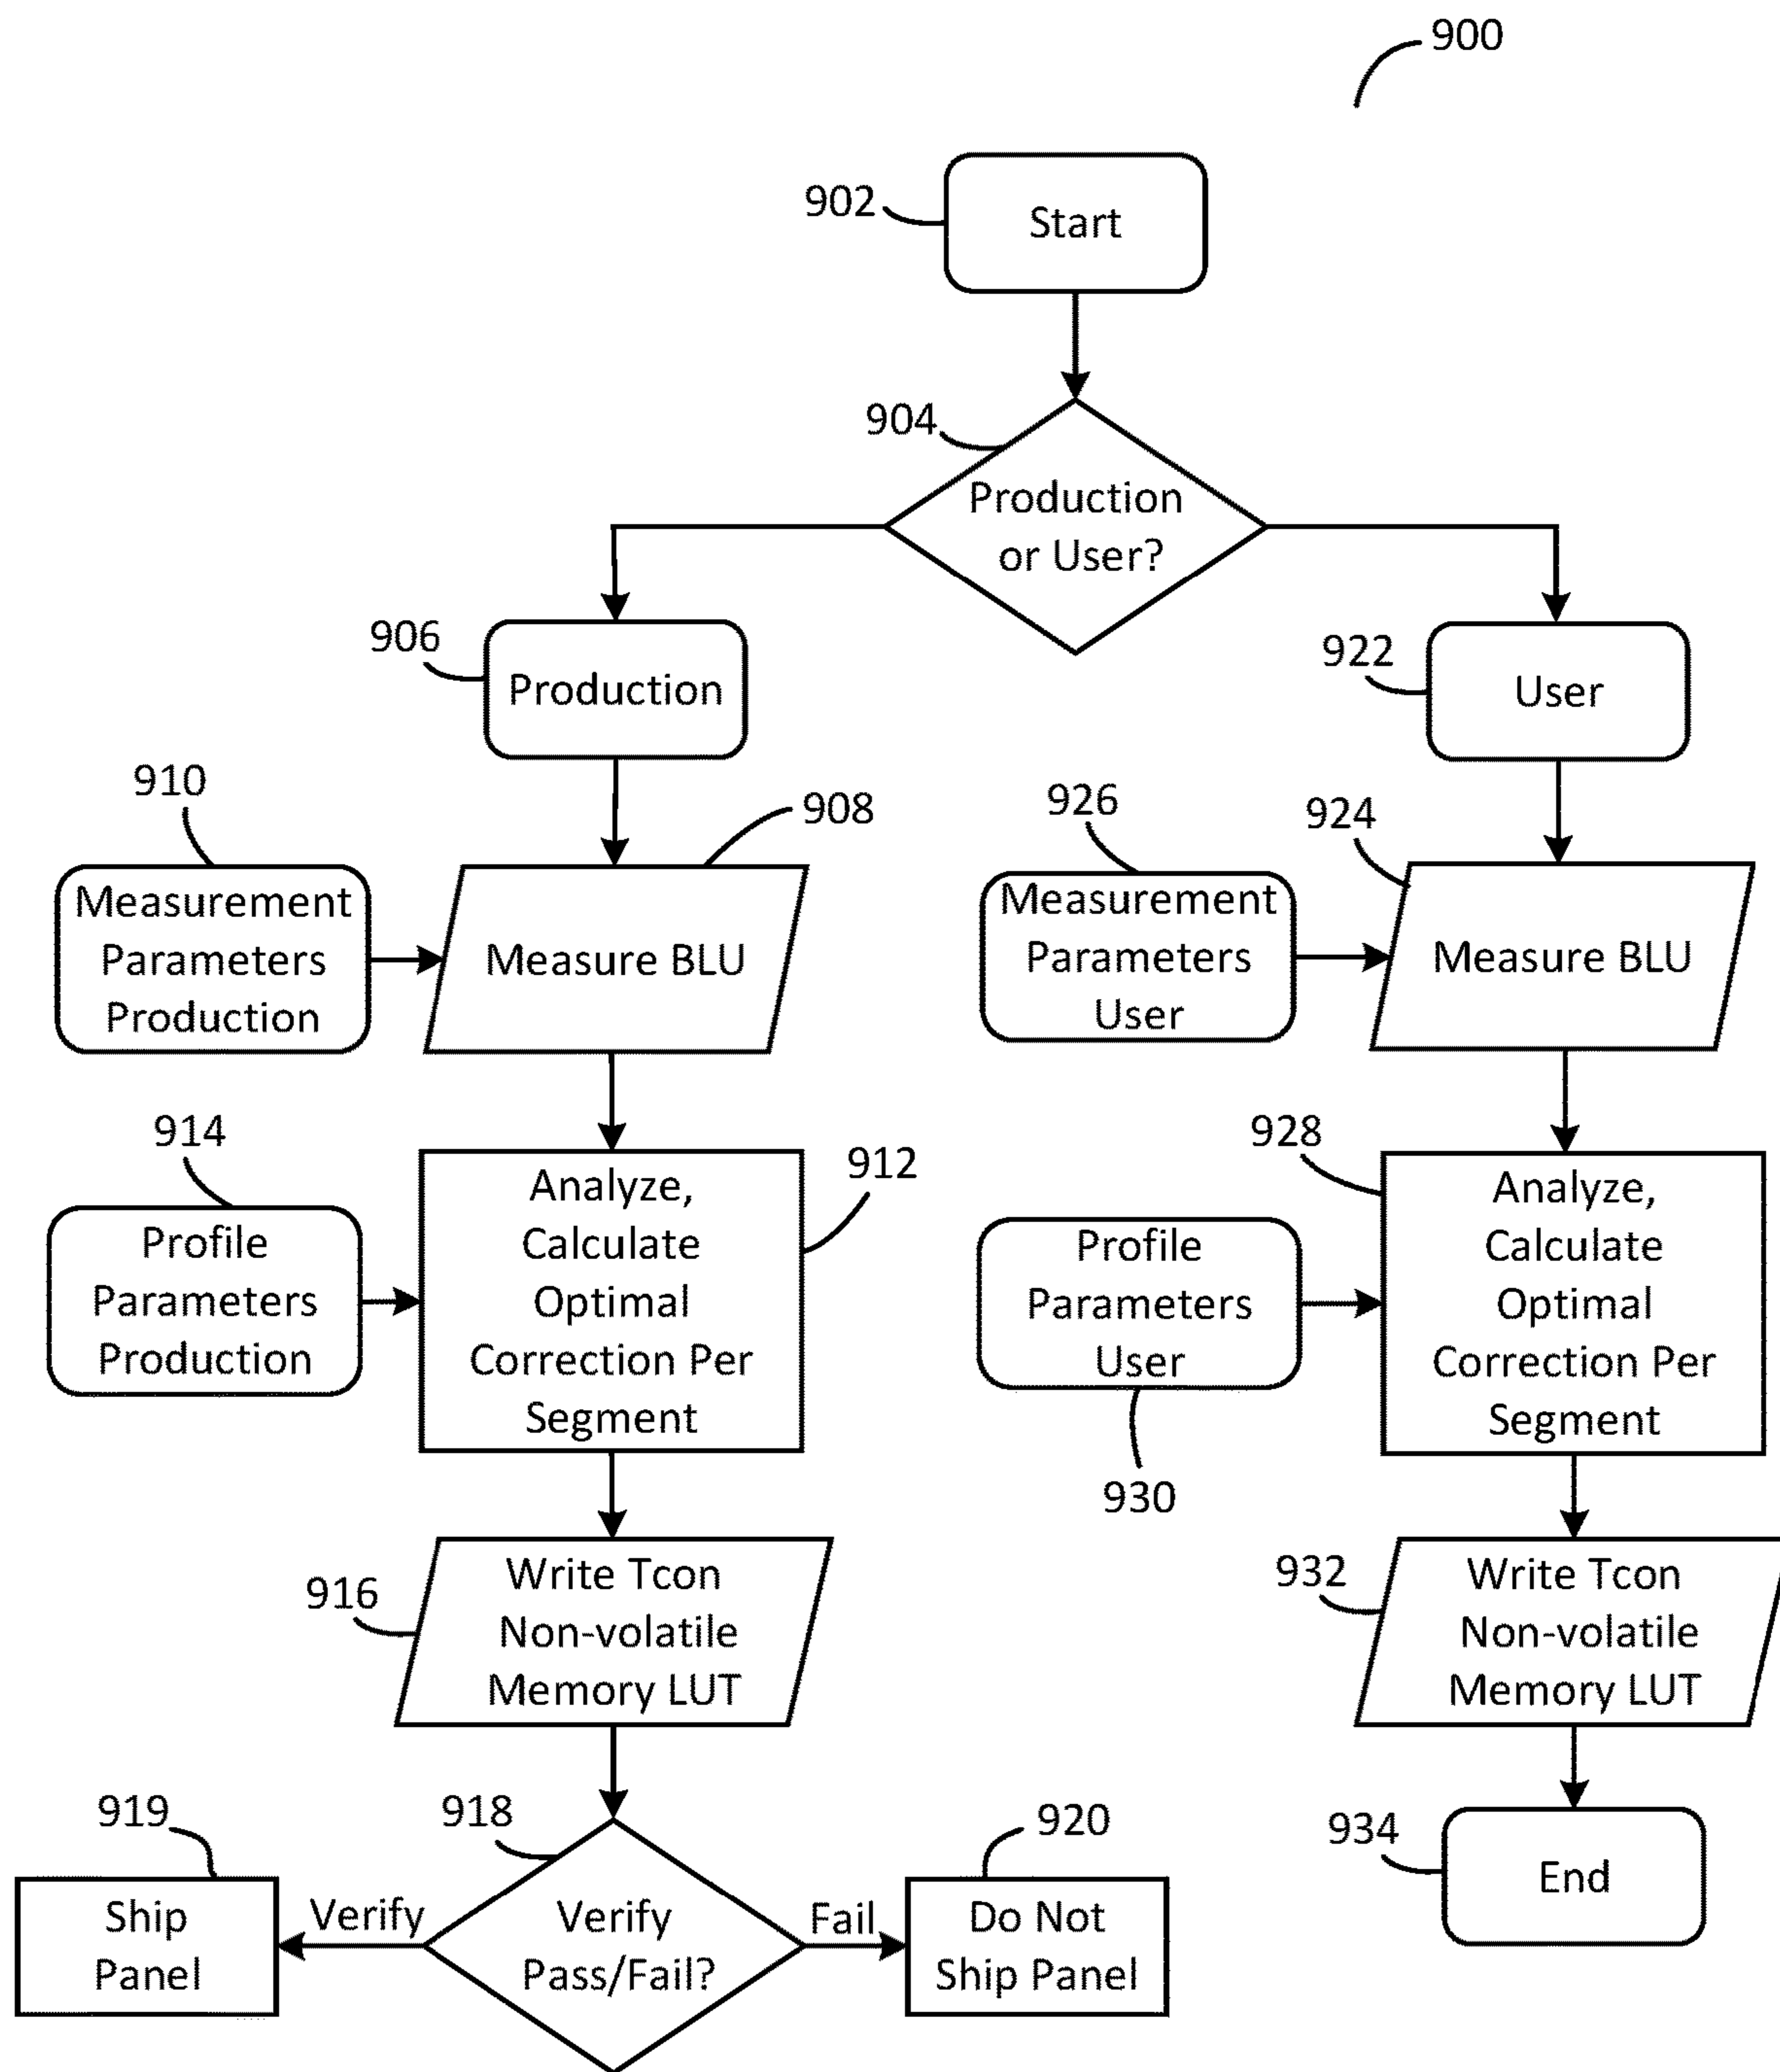 900
902
Start
904
Production
or User?
906
Production
922
User
910
908
Measurement
Parameters
Production
Measure BLU
926
924
Measurement
Parameters
User
Measure BLU
914
912
Profile
Parameters
Production
Analyze,
Calculate
Optimal
Correction Per
Segment
928
Profile
Parameters
User
930
Analyze,
Calculate
Optimal
Correction Per
Segment
916
Write Tcon
Non-volatile
Memory LUT
932
Write Tcon
Non-volatile
Memory LUT
919
918
920
Ship
Panel
Verify
Verify
Pass/Fail?
Fail
Do Not
Ship Panel
934
End